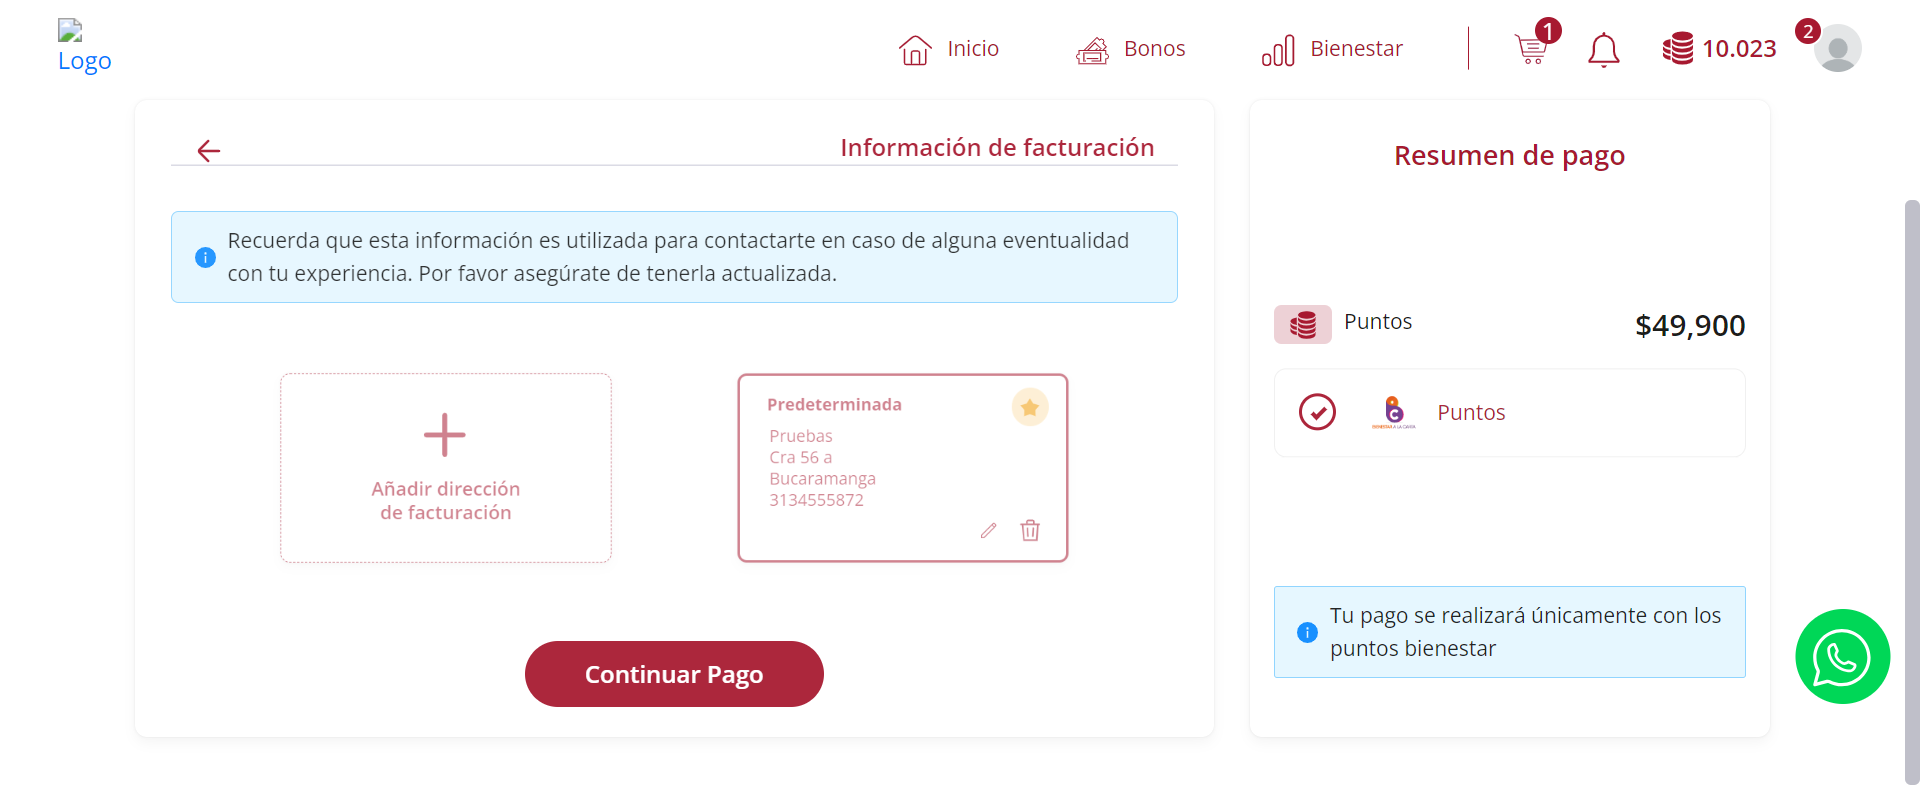 Logo
Inicio
Bonos
Bienestar
1
10.023
2
Información de facturación
Recuerda que esta información es utilizada para contactarte en caso de alguna eventualidad
con tu experiencia. Por favor asegúrate de tenerla actualizada.
Añadir dirección
de facturación
Predeterminada
Pruebas
Cra 56 a
Bucaramanga
3134555872
Continuar Pago
Resumen de pago
Puntos
$49,900
BIENESTAR A LA CARTA
Puntos
Tu pago se realizará únicamente con los
puntos bienestar